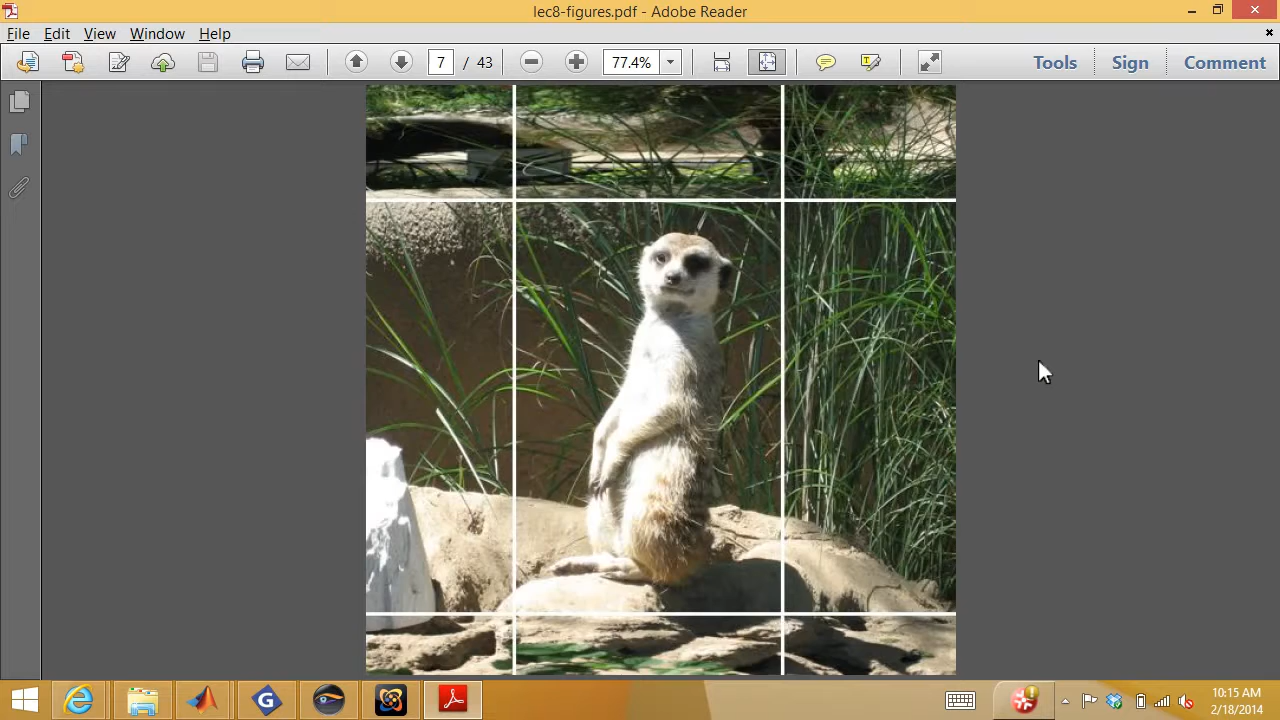 lec8-figures.pdf - Adobe Reader
File Edit View Window Help
7 / 43 77.4% Tools Sign Comment
10:15 AM
2/18/2014